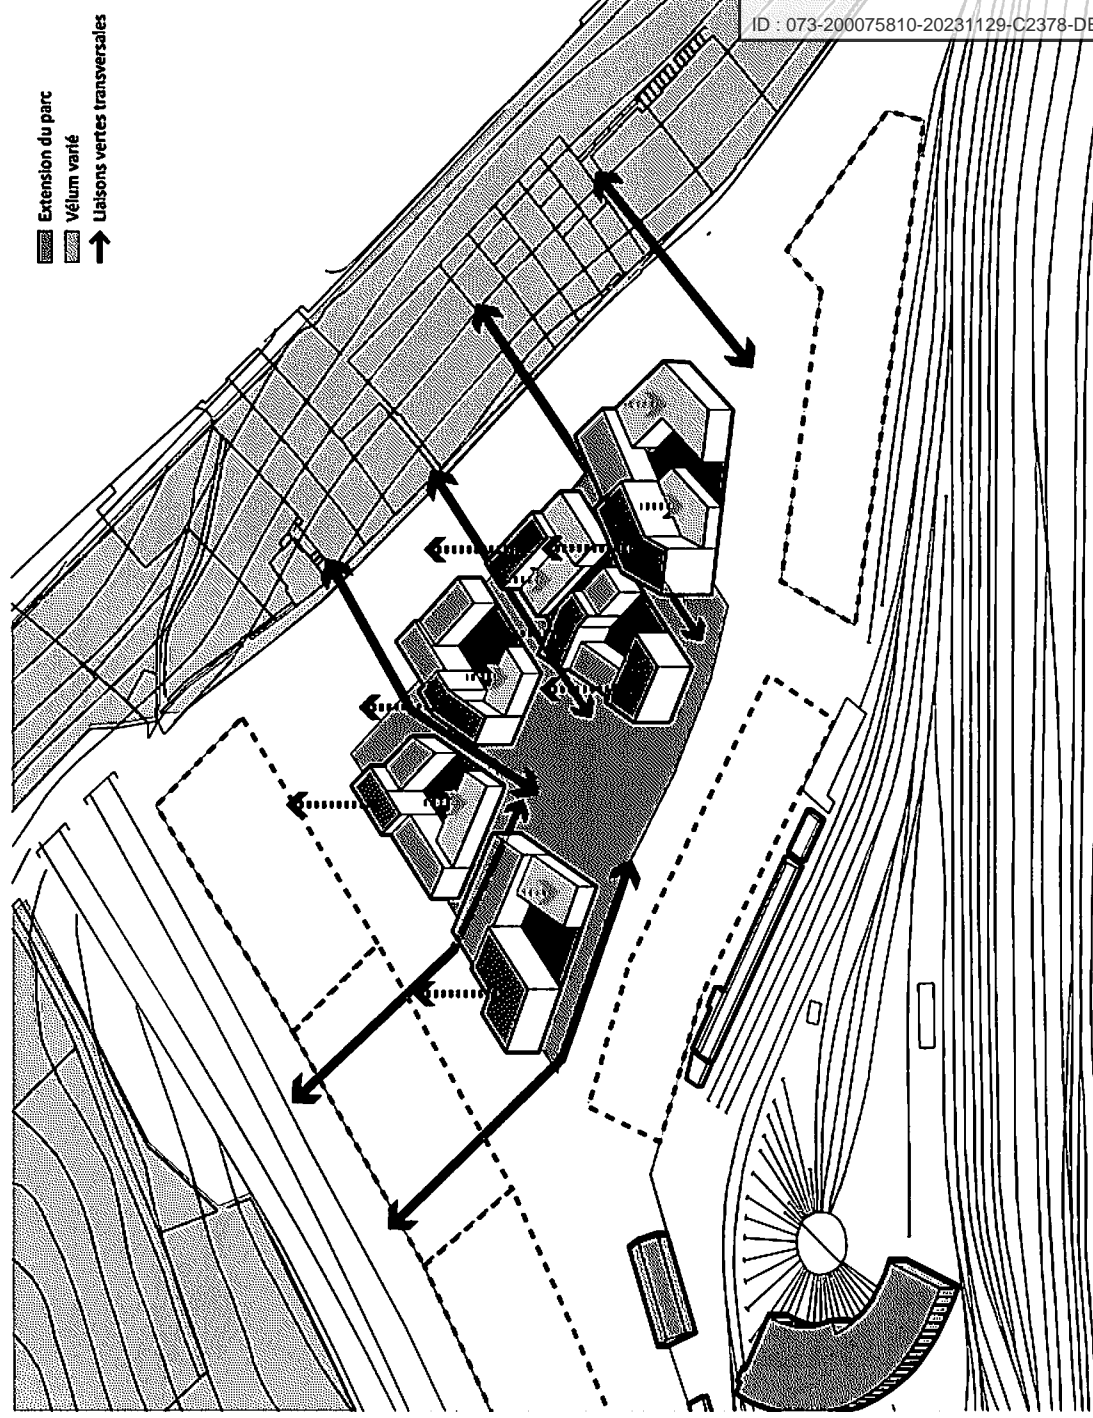 ID : 073-200075810-20231129-C2378-DE
Extension du parc
Vélum varié
Liaisons vertes transversales